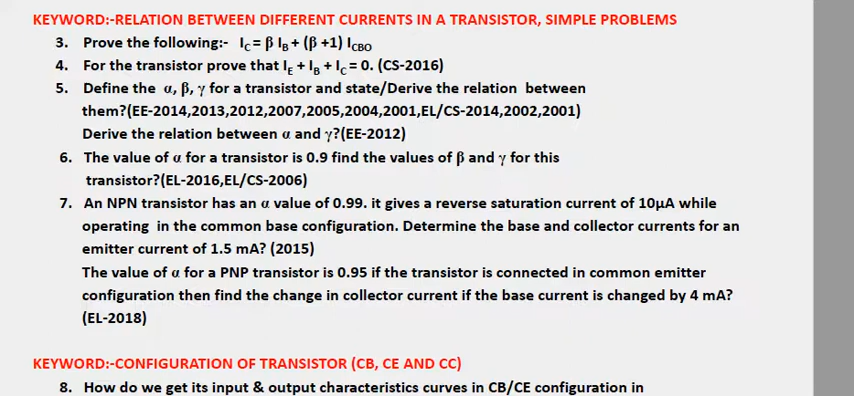 KEYWORD:-RELATION BETWEEN DIFFERENT CURRENTS IN A TRANSISTOR, SIMPLE PROBLEMS
3. Prove the following:- IC= β IB + (β +1) ICBO
4. For the transistor prove that IE + IB + IC = 0. (CS-2016)
5. Define the α, β, γ for a transistor and state/Derive the relation between
them?(EE-2014,2013,2012,2007,2005,2004,2001,EL/CS-2014,2002,2001)
Derive the relation between α and γ?(EE-2012)
6. The value of α for a transistor is 0.9 find the values of β and γ for this
transistor?(EL-2016,EL/CS-2006)
7. An NPN transistor has an α value of 0.99. it gives a reverse saturation current of 10µA while
operating in the common base configuration. Determine the base and collector currents for an
emitter current of 1.5 mA? (2015)
The value of α for a PNP transistor is 0.95 if the transistor is connected in common emitter
configuration then find the change in collector current if the base current is changed by 4 mA?
(EL-2018)
KEYWORD:-CONFIGURATION OF TRANSISTOR (CB, CE AND CC)
8. How do we get its input & output characteristics curves in CB/CE configuration in